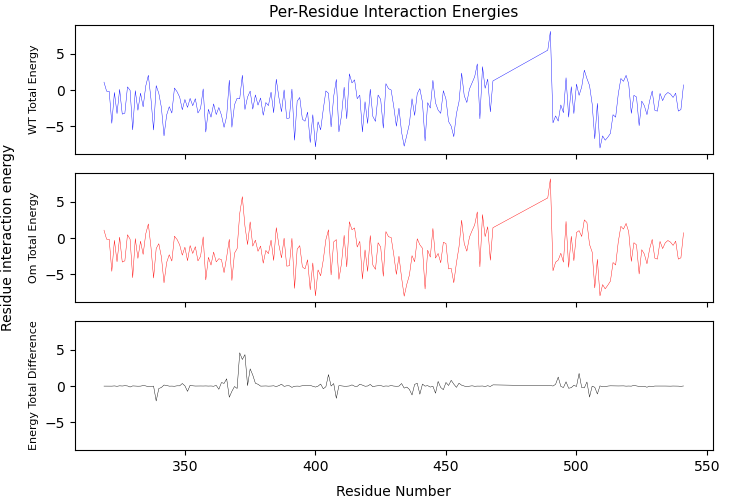 Per-Residue Interaction Energies
Residue interaction energy
WT Total Energy
5
0
−5
Om Total Energy
5
0
−5
Energy Total Difference
5
0
−5
350 400 450 500 550
Residue Number